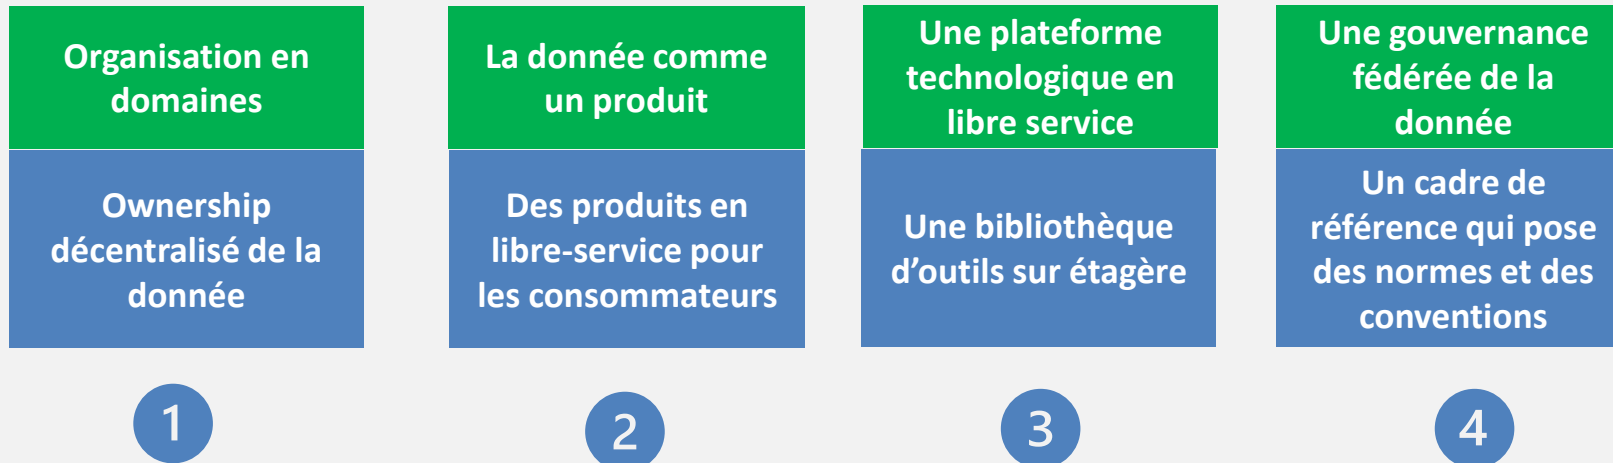 Organisation en
domaines
Ownership
décentralisé de la
donnée
1
La donnée comme
un produit
Des produits en
libre-service pour
les consommateurs
2
Une plateforme
technologique en
libre service
Une bibliothèque
d’outils sur étagère
3
Une gouvernance
fédérée de la
donnée
Un cadre de
référence qui pose
des normes et des
conventions
4